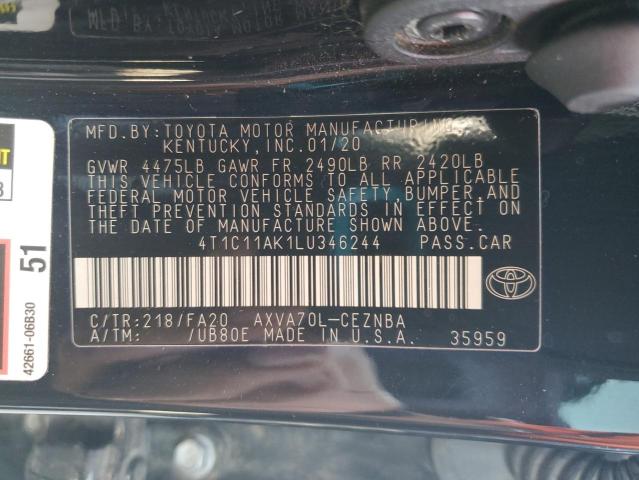 MFD.BY:TOYOTA MOTOR MANUFACTURING
KENTUCKY,INC.01/20
GVWR 4475LB GAWR FR 2490LB RR 2420LB
THIS VEHICLE CONFORMS TO ALL APPLICABLE
FEDERAL MOTOR VEHICLE SAFETY,BUMPER,AND
THEFT PREVENTION STANDARDS IN EFFECT ON
THE DATE OF MANUFACTURE SHOWN ABOVE.
4T1C11AK1LU346244 PASS.CAR
C/TR:218/FA20 AXVA70L-CEZNBA
A/TM: /UB80E MADE IN U.S.A. 35959
51
42661-06B30